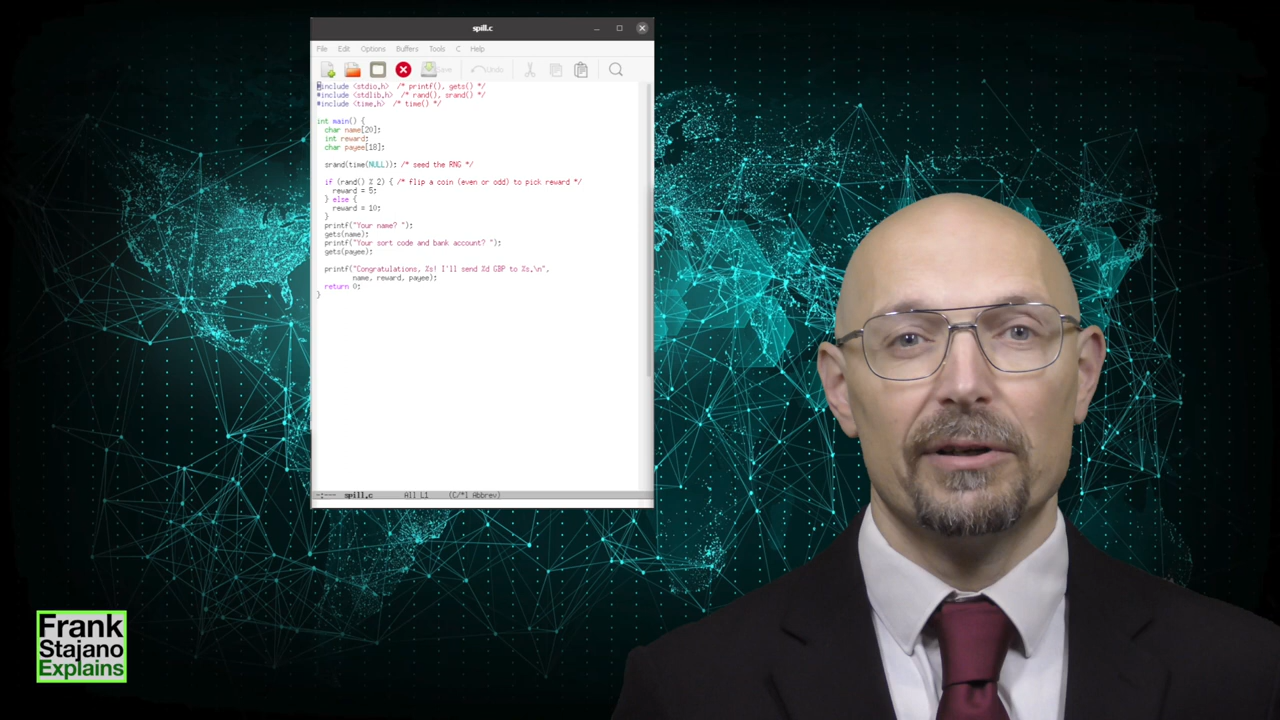 spill.c
File Edit Options Buffers Tools C Help
Save Undo
#include <stdio.h> /* printf(), gets() */
#include <stdlib.h> /* rand(), srand() */
#include <time.h> /* time() */
int main() {
char name[20];
int reward;
char payee[18];
srand(time(NULL)); /* seed the RNG */
if (rand() % 2) { /* flip a coin (even or odd) to pick reward */
reward = 5;
} else {
reward = 10;
}
printf("Your name? ");
gets(name);
printf("Your sort code and bank account? ");
gets(payee);
printf("Congratulations, %s! I'll send %d GBP to %s.\n",
name, reward, payee);
return 0;
}
-:--- spill.c All L1 (C/*l Abbrev)
Frank
Stajano
Explains